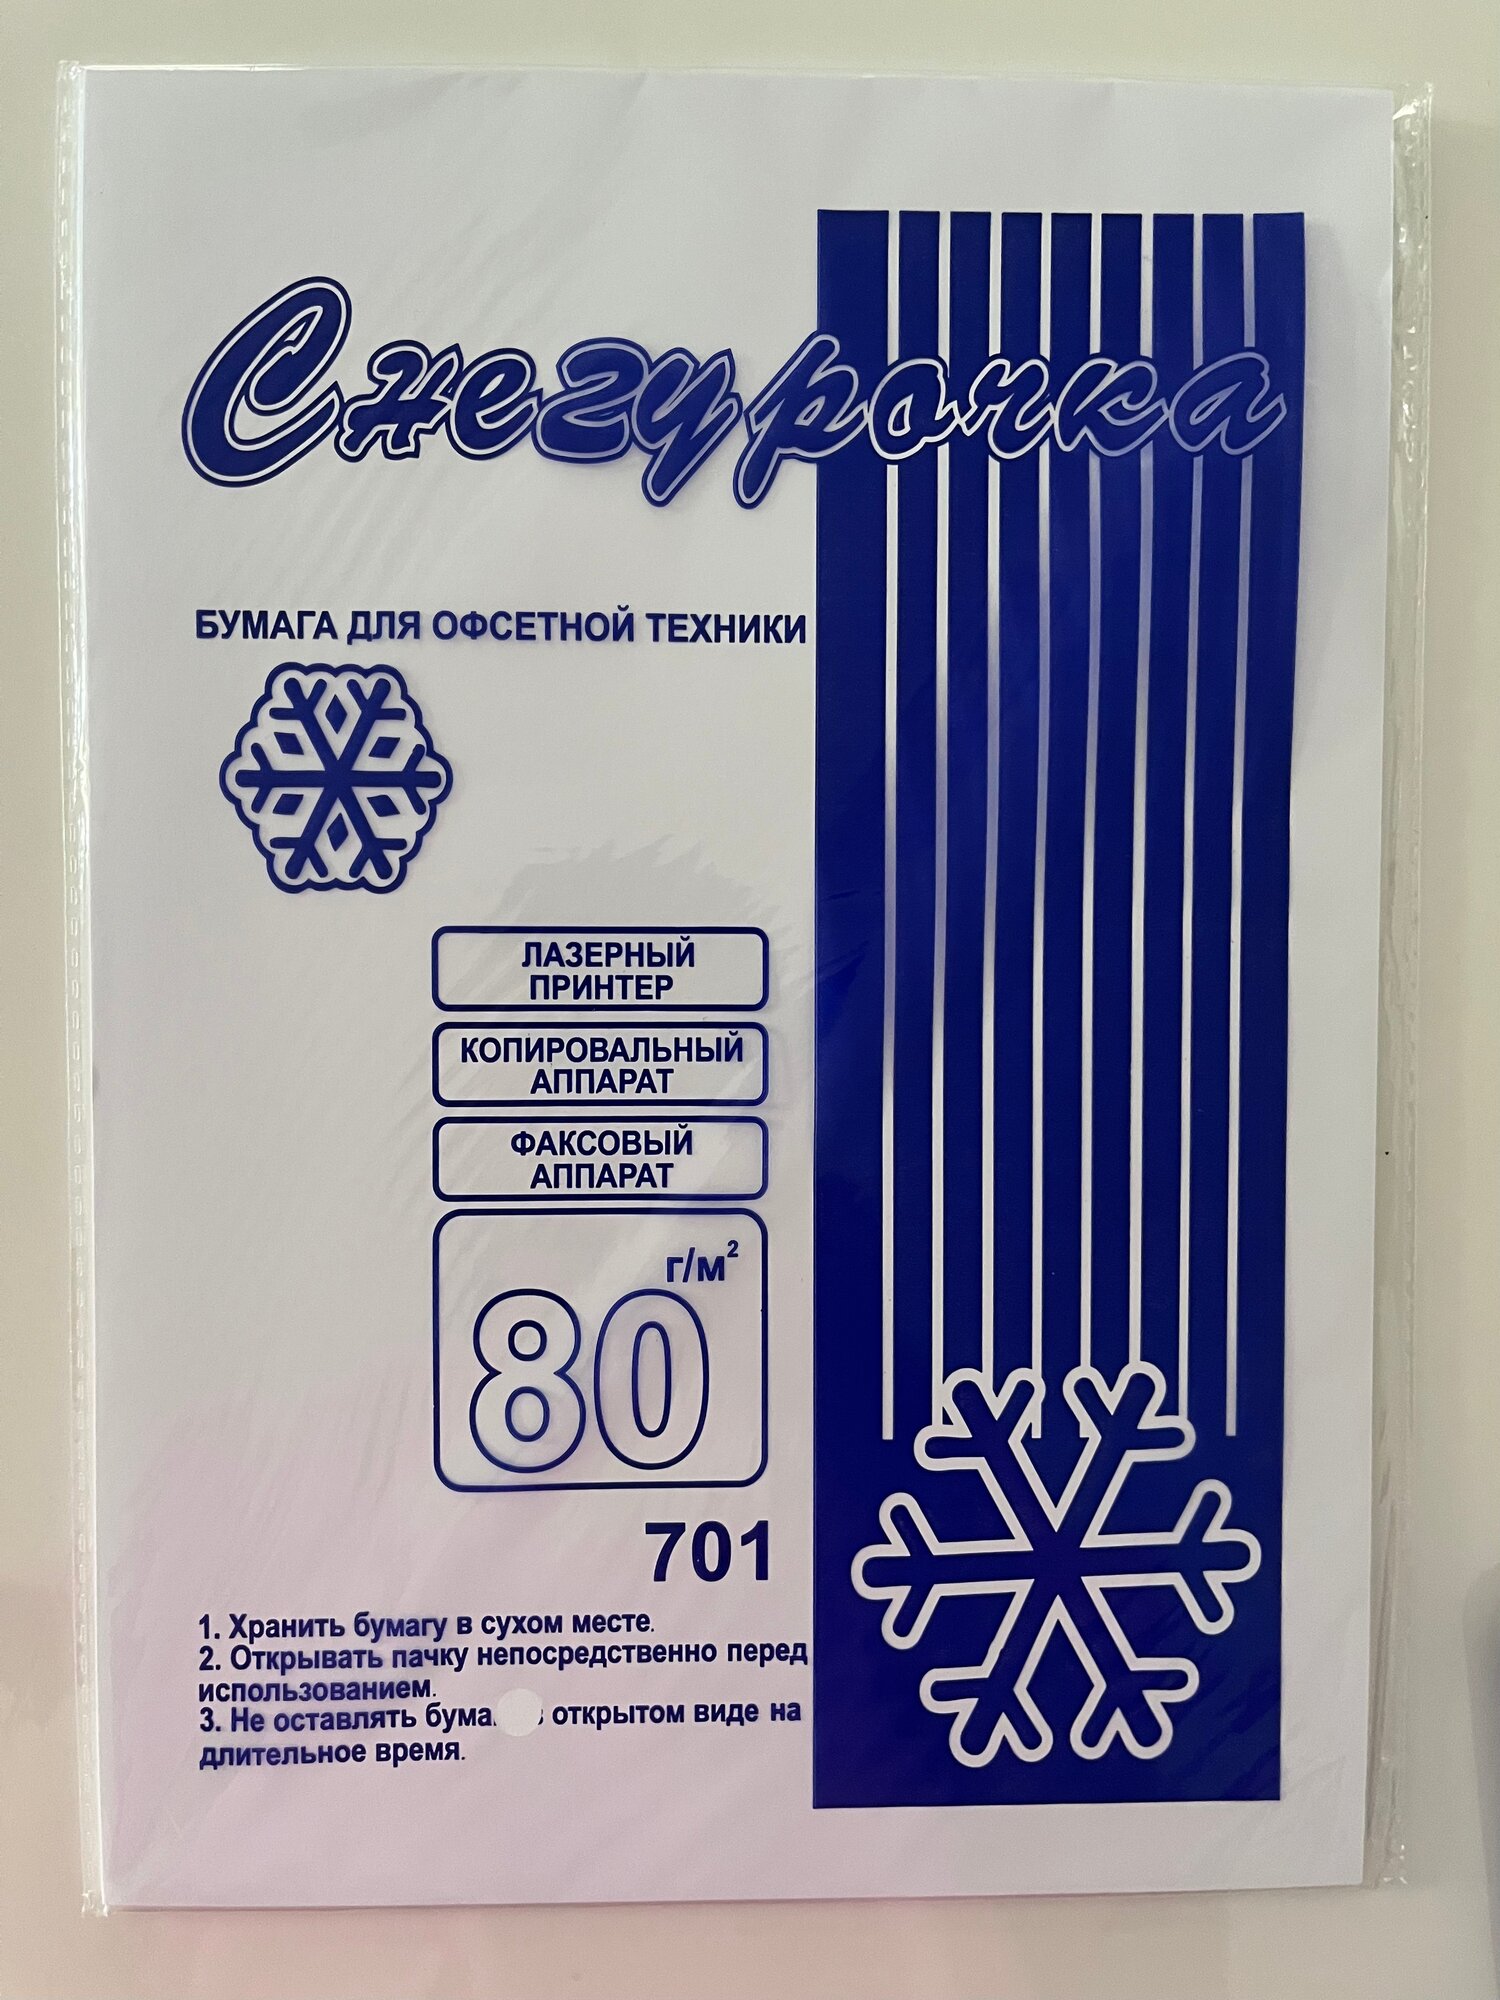 Снегурочка
БУМАГА ДЛЯ ОФСЕТНОЙ ТЕХНИКИ
ЛАЗЕРНЫЙ
ПРИНТЕР
КОПИРОВАЛЬНЫЙ
АППАРАТ
ФАКСОВЫЙ
АППАРАТ
г/м²
80
701
1. Хранить бумагу в сухом месте.
2. Открывать пачку непосредственно перед
использованием.
3. Не оставлять открытом виде на
длительное время.